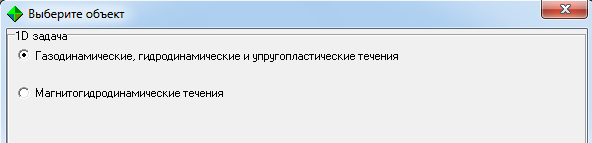 Выберите объект
1D задача
Газодинамические, гидродинамические и упругопластические течения
Магнитогидродинамические течения